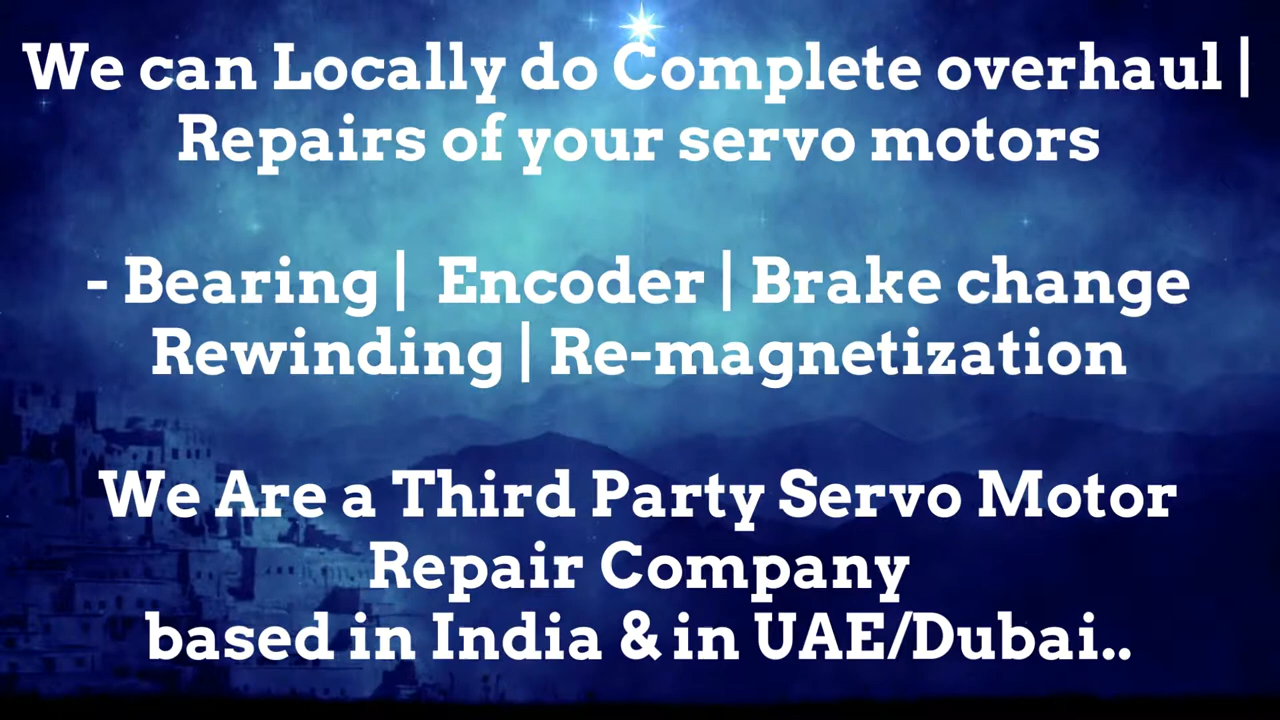 We can Locally do Complete overhaul |
Repairs of your servo motors
- Bearing | Encoder | Brake change
Rewinding | Re-magnetization
We Are a Third Party Servo Motor
Repair Company
based in India & in UAE/Dubai..